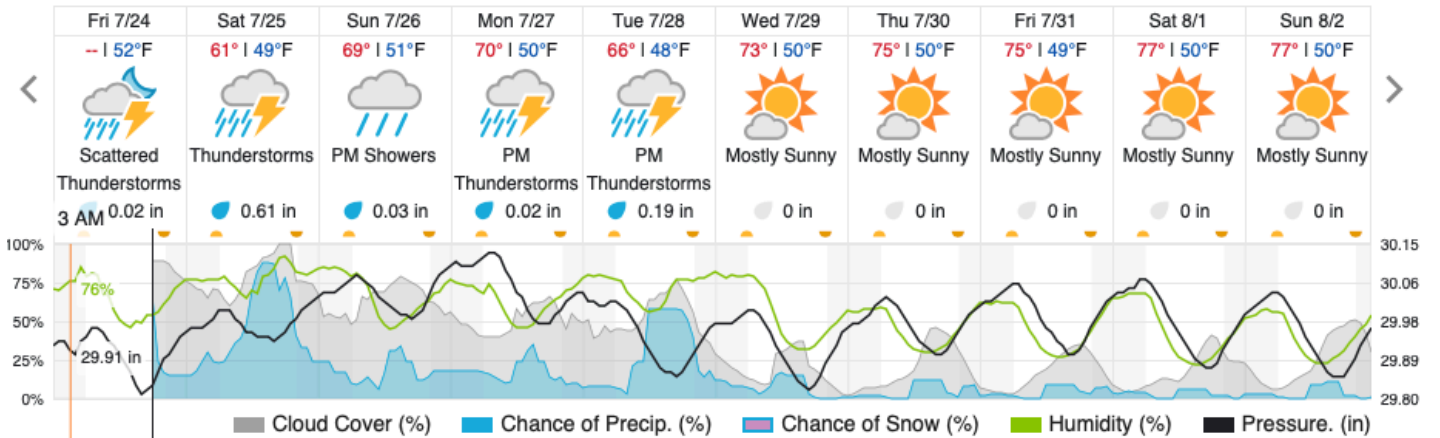 Fri 7/24 Sat 7/25 Sun 7/26 Mon 7/27 Tue 7/28 Wed 7/29 Thu 7/30 Fri 7/31 Sat 8/1 Sun 8/2
-- | 52°F 61° | 49°F 69° | 51°F 70° | 50°F 66° | 48°F 73° | 50°F 75° | 50°F 75° | 49°F 77° | 50°F 77° | 50°F
Scattered Thunderstorms PM Showers PM PM Mostly Sunny Mostly Sunny Mostly Sunny Mostly Sunny Mostly Sunny
Thunderstorms Thunderstorms Thunderstorms
3 AM 0.02 in 0.61 in 0.03 in 0.02 in 0.19 in 0 in 0 in 0 in 0 in 0 in
100% 30.15
75% 76% 30.06
50% 29.98
25% 29.91 in 29.89
0% 29.80
Cloud Cover (%) Chance of Precip. (%) Chance of Snow (%) Humidity (%) Pressure. (in)